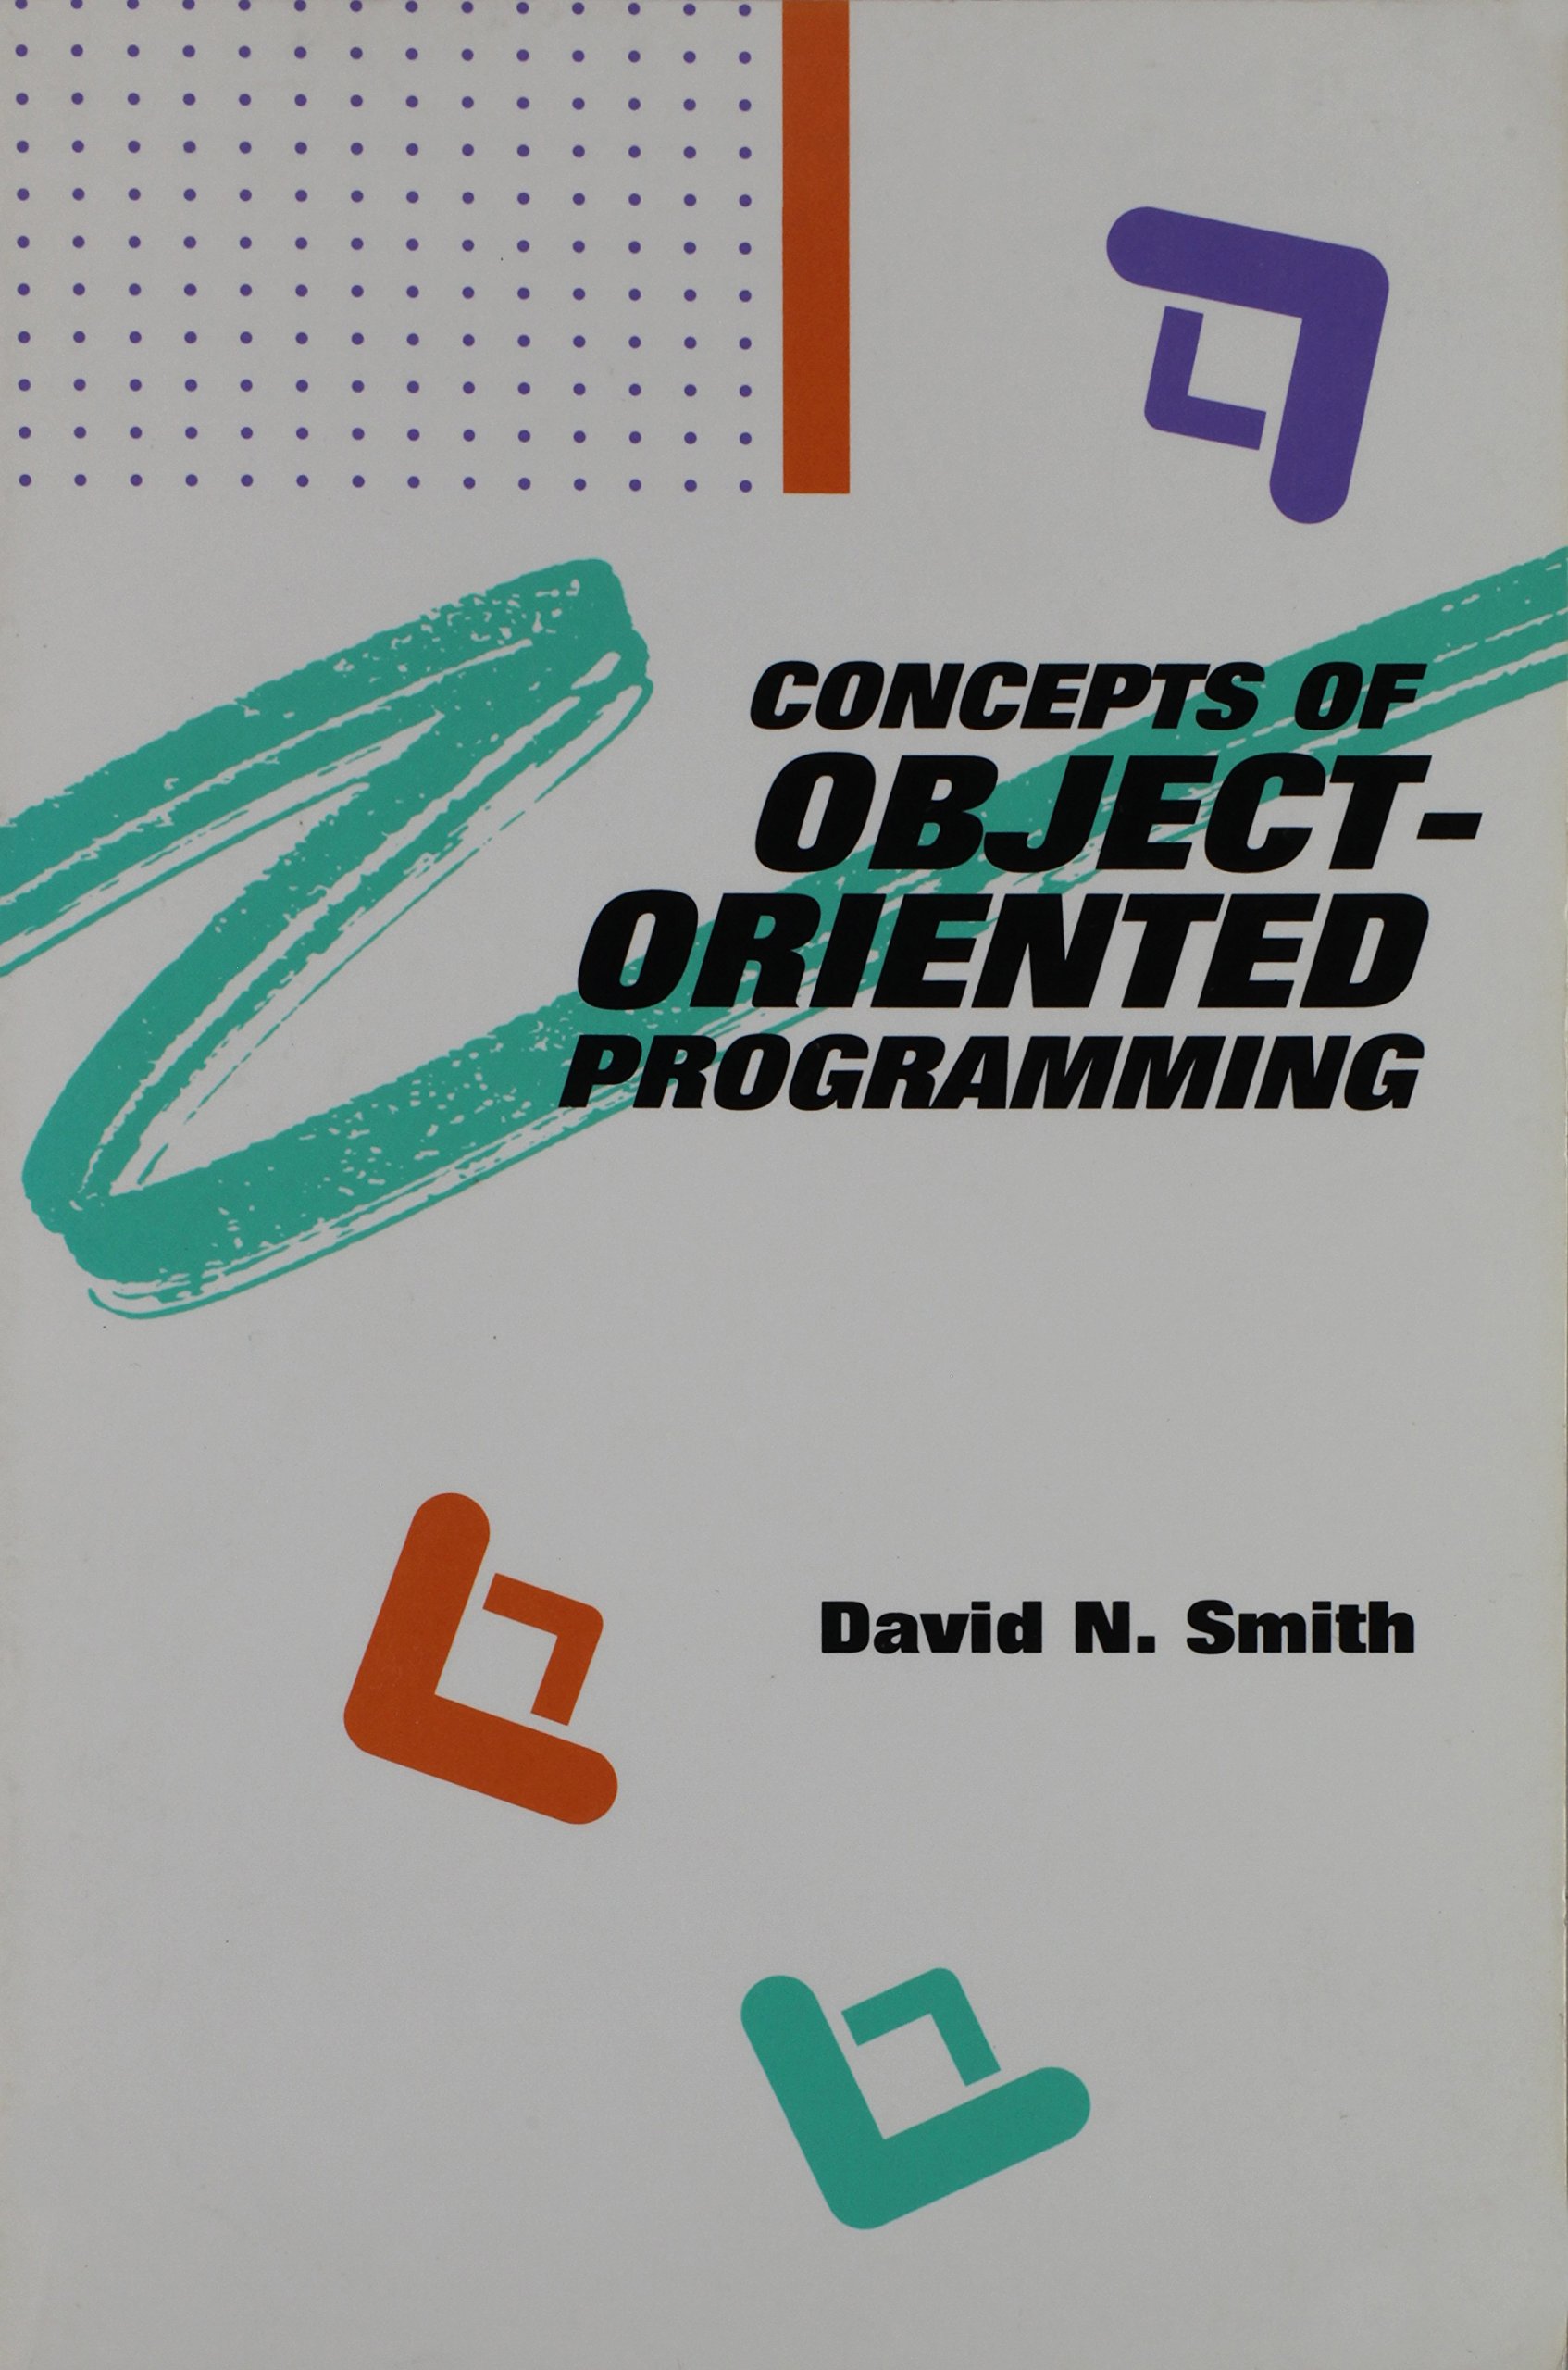 CONCEPTS OF
OBJECT-
ORIENTED
PROGRAMMING
David N. Smith